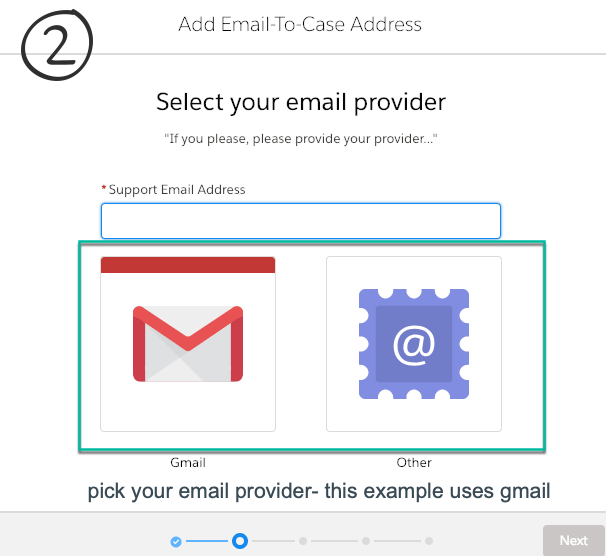 2
Add Email-To-Case Address
Select your email provider
"If you please, please provide your provider..."
* Support Email Address
@
Gmail
Other
pick your email provider- this example uses gmail
Next